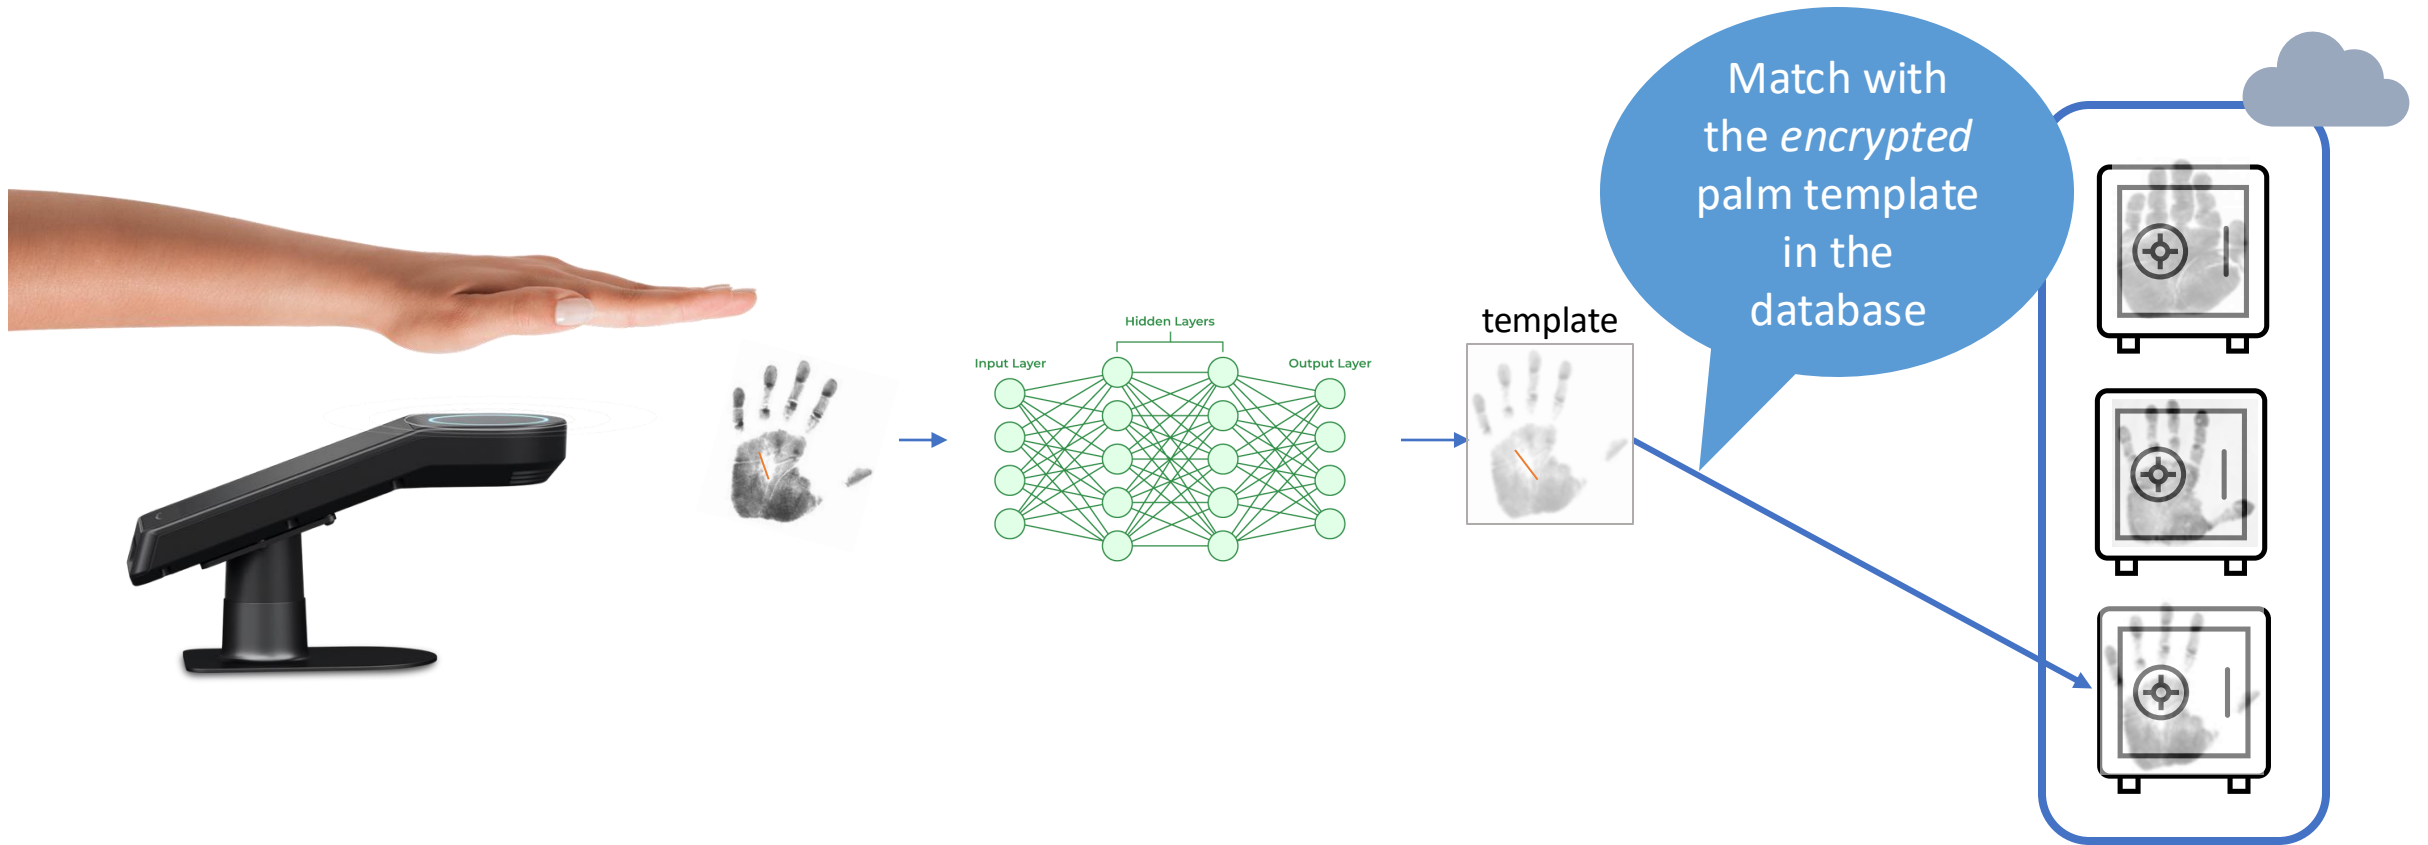 Hidden Layers
Input Layer
Output Layer
template
Match with
the encrypted
palm template
in the
database